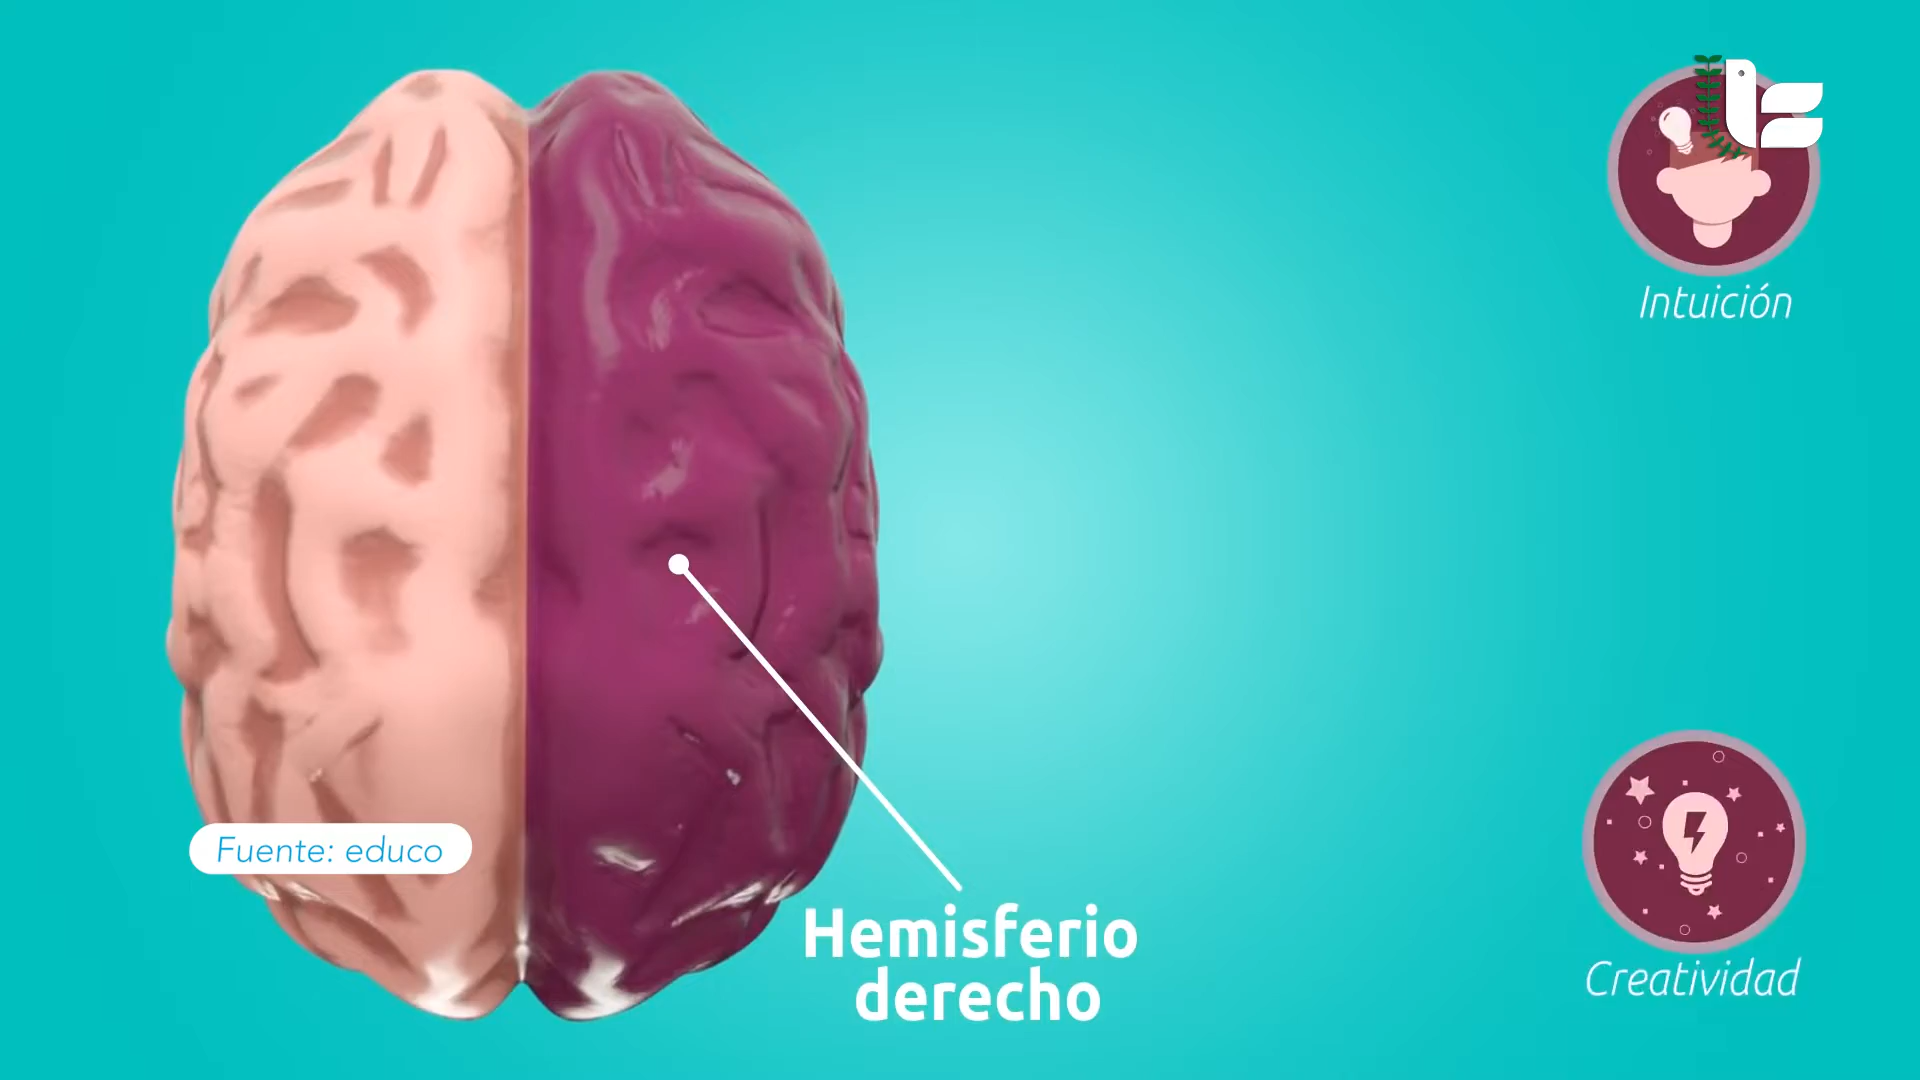 Intuición
Fuente: educo
Hemisferio
derecho
Creatividad